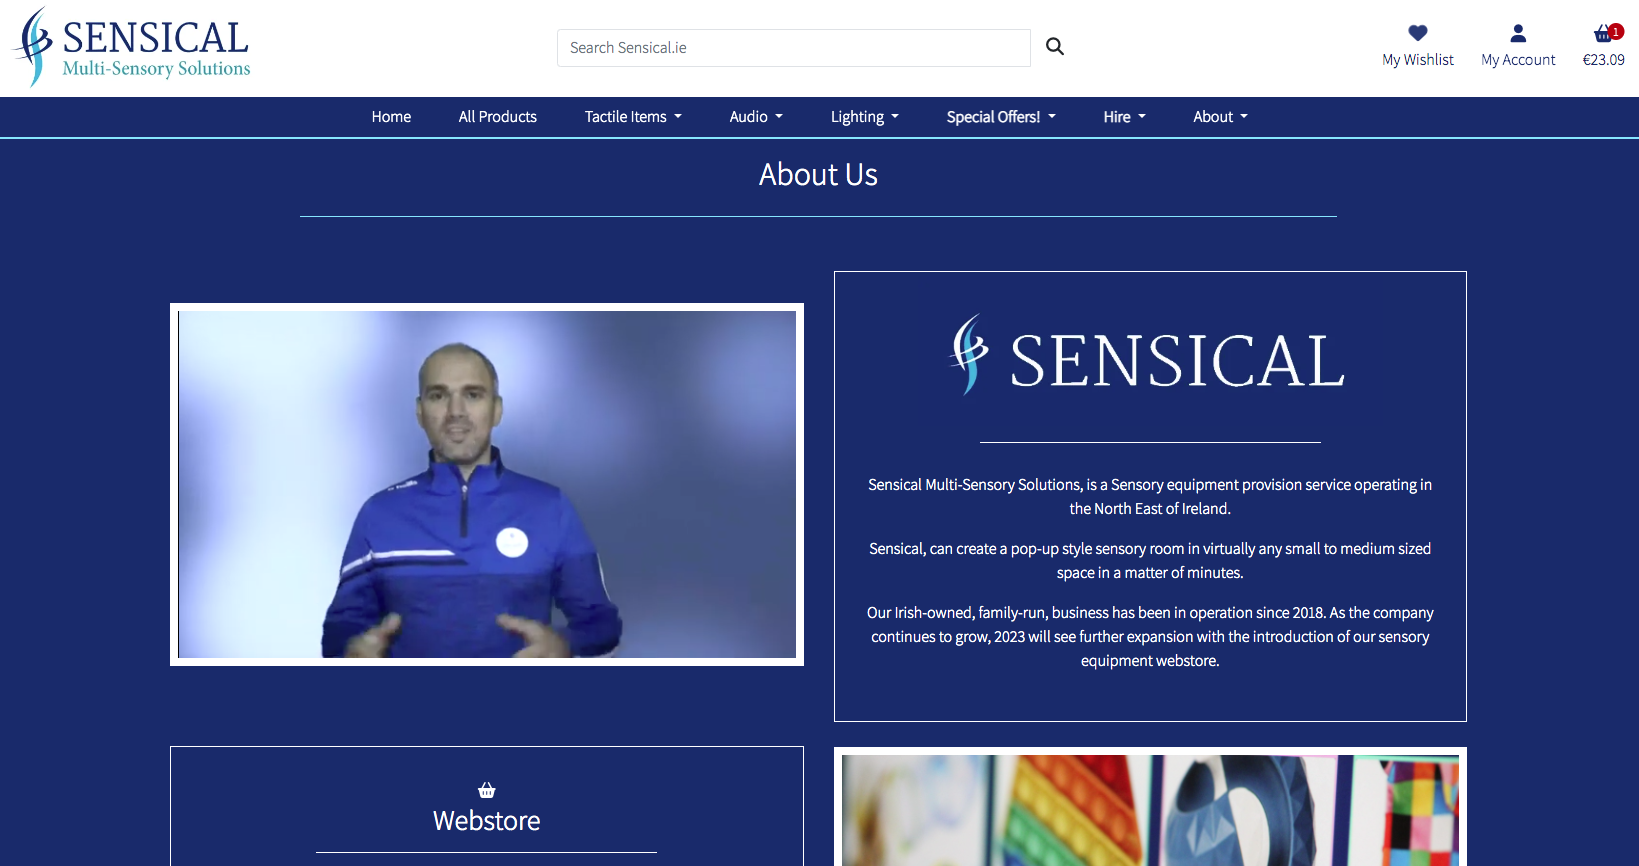 SENSICAL
Multi-Sensory Solutions
Search Sensical.ie
My Wishlist
My Account
1
€23.09
Home
All Products
Tactile Items
Audio
Lighting
Special Offers!
Hire
About
About Us
SENSICAL
Sensical Multi-Sensory Solutions, is a Sensory equipment provision service operating in
the North East of Ireland.
Sensical, can create a pop-up style sensory room in virtually any small to medium sized
space in a matter of minutes.
Our Irish-owned, family-run, business has been in operation since 2018. As the company
continues to grow, 2023 will see further expansion with the introduction of our sensory
equipment webstore.
Webstore